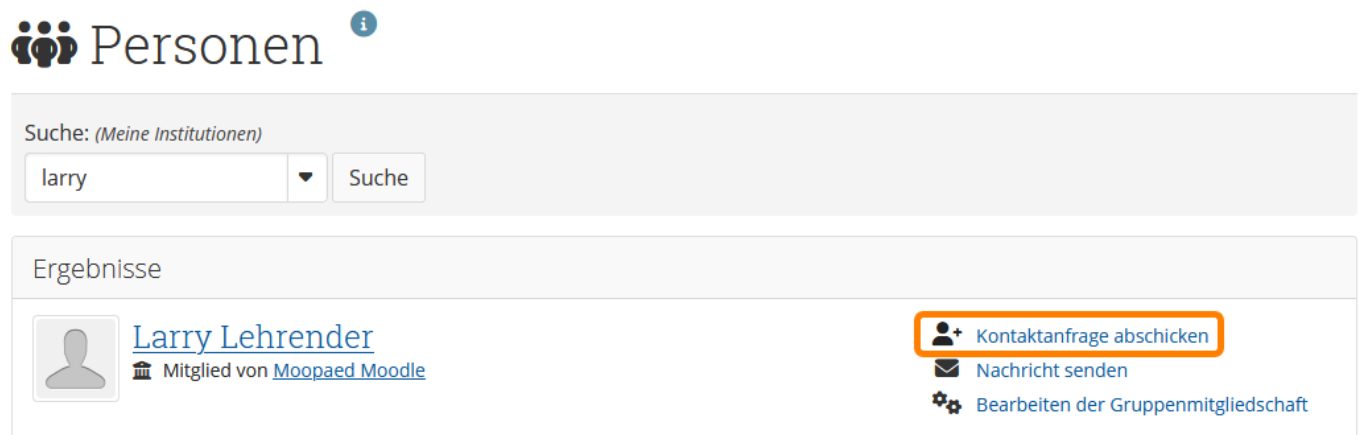 Personen
Suche: (Meine Institutionen)
larry
Suche
Ergebnisse
Larry Lehrender
Mitglied von Moopaed Moodle
Kontaktanfrage abschicken
Nachricht senden
Bearbeiten der Gruppenmitgliedschaft